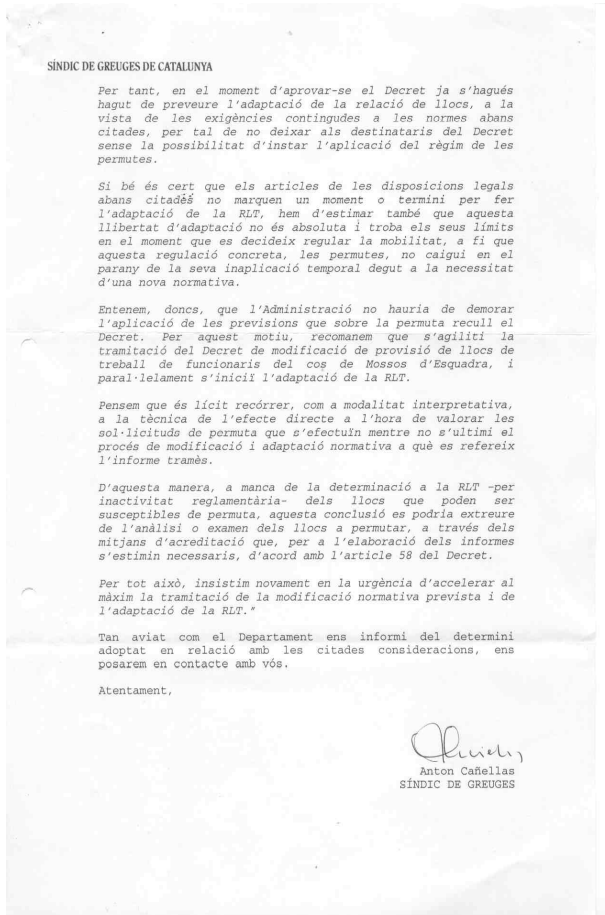 SÍNDIC DE GREUGES DE CATALUNYA
Per tant, en el moment d'aprovar-se el Decret ja s'hagués
hagut de preveure l'adaptació de la relació de llocs, a la
vista de les exigències contingudes a les normes abans
citades, per tal de no deixar als destinataris del Decret
sense la possibilitat d'instar l'aplicació del règim de les
permutes.
Si bé és cert que els articles de les disposicions legals
abans citadés no marquen un moment o termini per fer
l'adaptació de la RLT, hem d'estimar també que aquesta
llibertat d'adaptació no és absoluta i troba els seus límits
en el moment que es decideix regular la mobilitat, a fi que
aquesta regulació concreta, les permutes, no caigui en el
parany de la seva inaplicació temporal degut a la necessitat
d'una nova normativa.
Entenem, doncs, que l'Administració no hauria de demorar
l'aplicació de les previsions que sobre la permuta recull el
Decret. Per aquest motiu, recomanem que s'agiliti la
tramitació del Decret de modificació de provisió de llocs de
treball de funcionaris del cos de Mossos d'Esquadra, i
paral·lelament s'iniciï l'adaptació de la RLT.
Pensem que és lícit recórrer, com a modalitat interpretativa,
a la tècnica de l'efecte directe a l'hora de valorar les
sol·licituds de permuta que s'efectuïn mentre no s'ultimi el
procés de modificació i adaptació normativa a què es refereix
l'informe tramès.
D'aquesta manera, a manca de la determinació a la RLT -per
inactivitat reglamentària- dels llocs que poden ser
susceptibles de permuta, aquesta conclusió es podria extreure
de l'anàlisi o examen dels llocs a permutar, a través dels
mitjans d'acreditació que, per a l'elaboració dels informes
s'estimin necessaris, d'acord amb l'article 58 del Decret.
Per tot això, insistim novament en la urgència d'accelerar al
màxim la tramitació de la modificació normativa prevista i de
l'adaptació de la RLT."
Tan aviat com el Departament ens informi del determini
adoptat en relació amb les citades consideracions, ens
posarem en contacte amb vós.
Atentament,
Anton Cañellas
SÍNDIC DE GREUGES